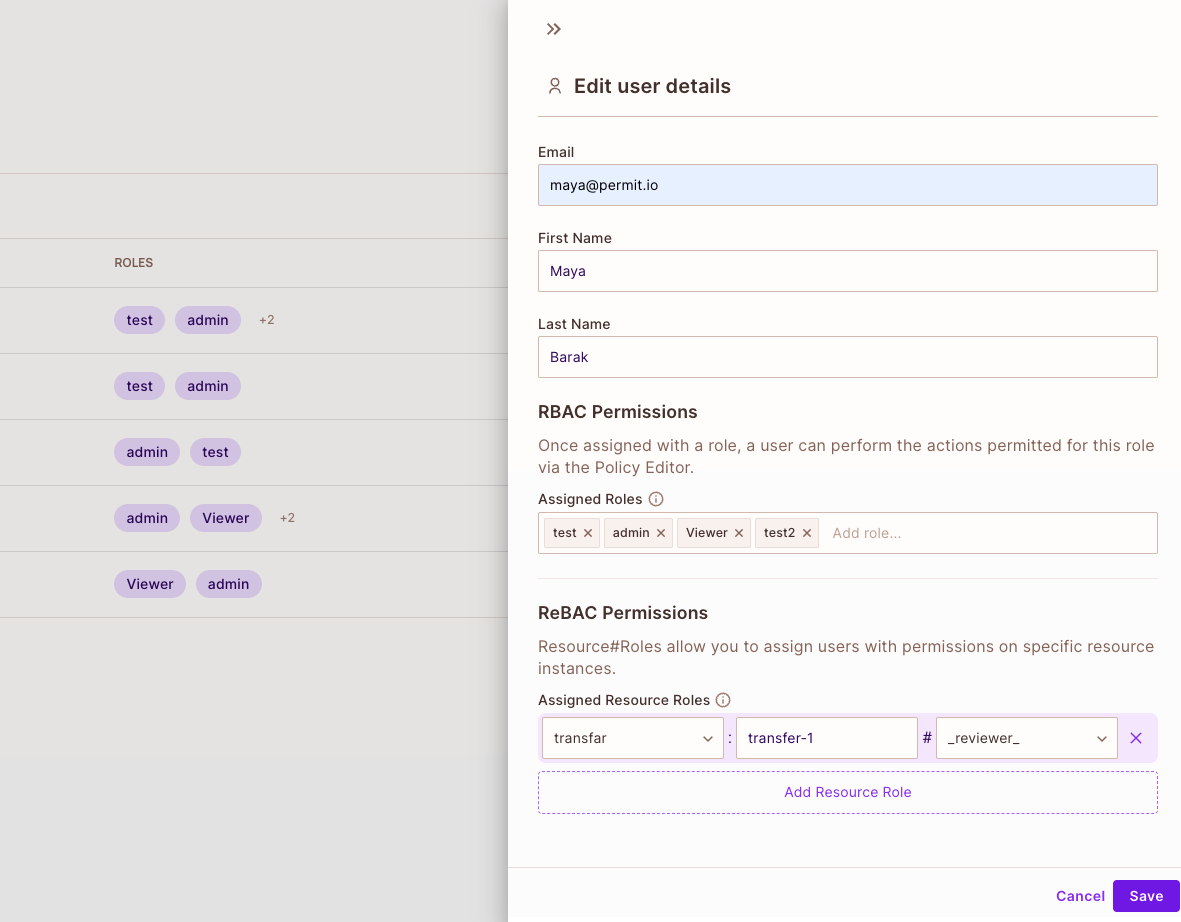 ROLES
test admin +2
test admin
admin test
admin Viewer +2
Viewer admin
Edit user details
Email
maya@permit.io
First Name
Maya
Last Name
Barak
RBAC Permissions
Once assigned with a role, a user can perform the actions permitted for this role
via the Policy Editor.
Assigned Roles
test admin Viewer test2 Add role...
ReBAC Permissions
Resource#Roles allow you to assign users with permissions on specific resource
instances.
Assigned Resource Roles
transfar : transfer-1 # _reviewer_
Add Resource Role
Cancel Save